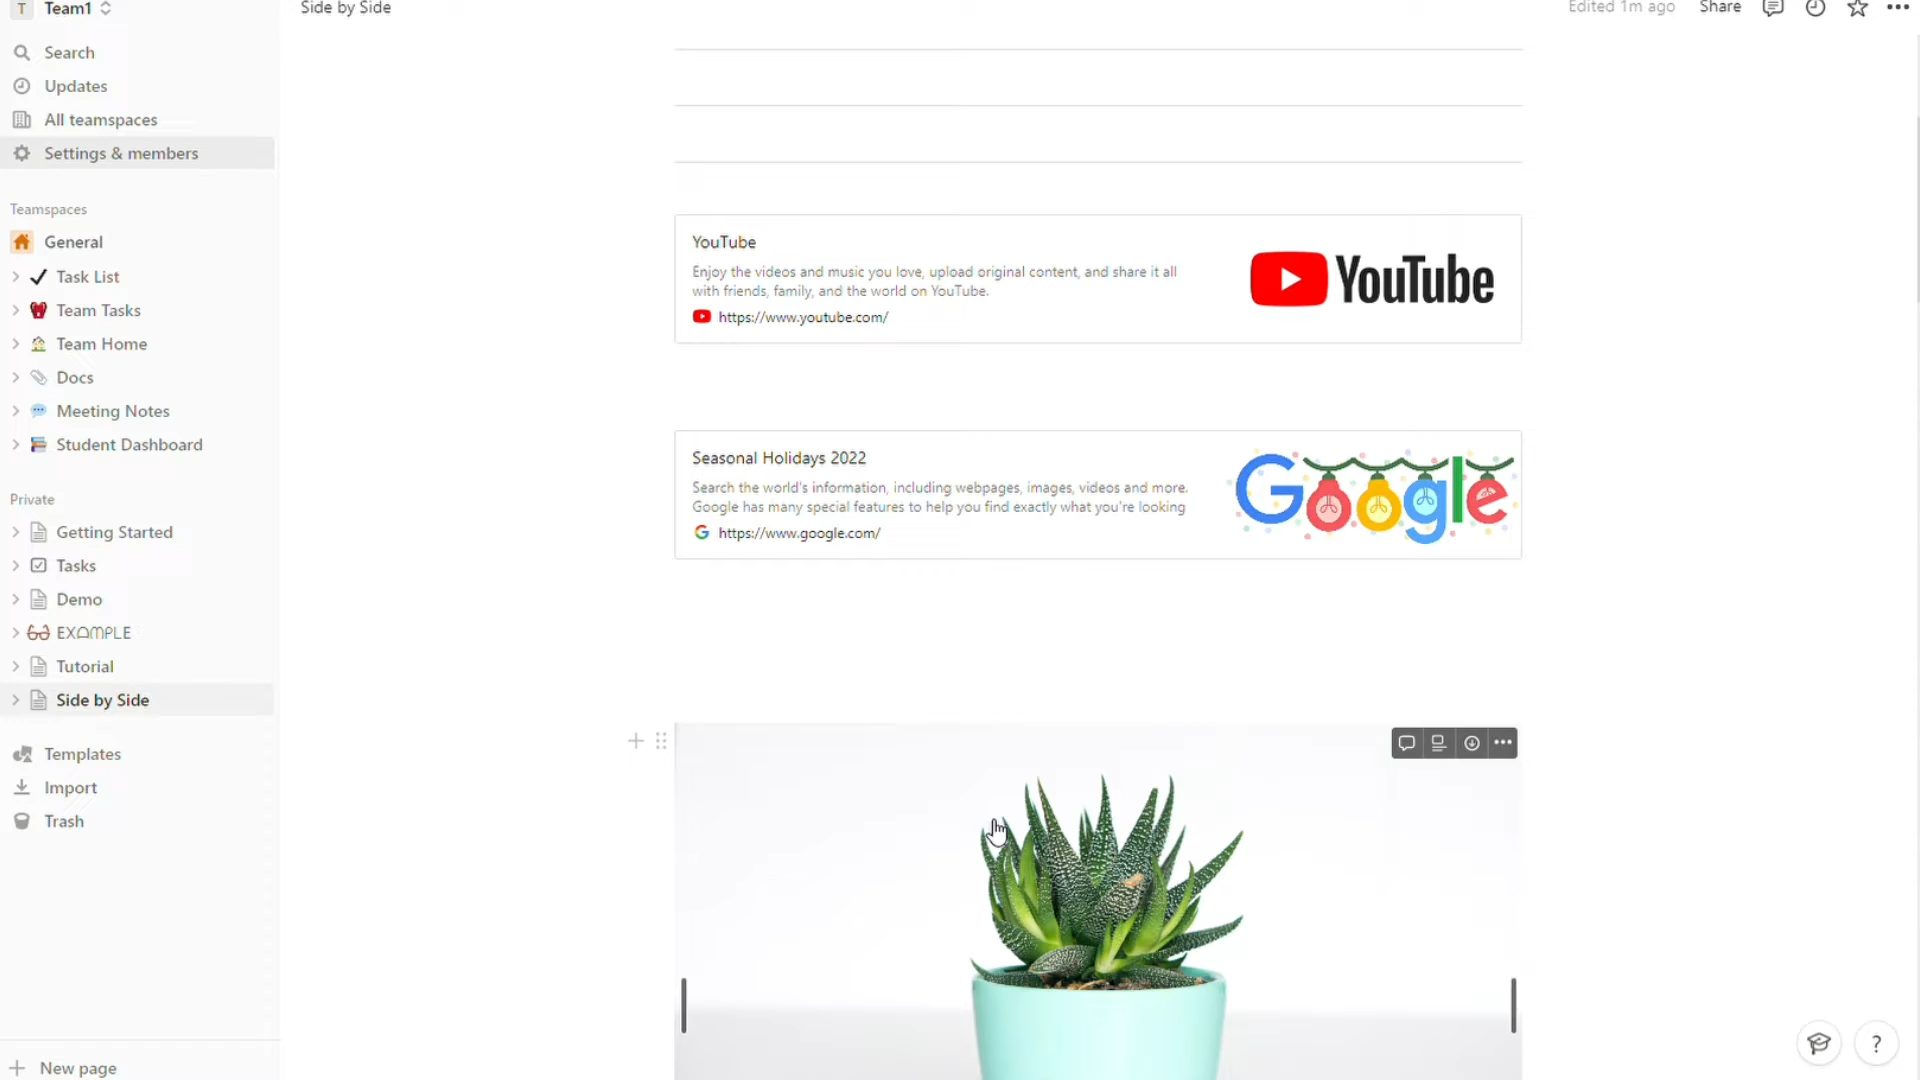 T Team1
Side by Side
Edited 1m ago
Share
Search
Updates
All teamspaces
Settings & members
Teamspaces
General
Task List
Team Tasks
Team Home
Docs
Meeting Notes
Student Dashboard
Private
Getting Started
Tasks
Demo
EXAMPLE
Tutorial
Side by Side
Templates
Import
Trash
New page
YouTube
Enjoy the videos and music you love, upload original content, and share it all
with friends, family, and the world on YouTube.
https://www.youtube.com/
YouTube
Seasonal Holidays 2022
Search the world's information, including webpages, images, videos and more.
Google has many special features to help you find exactly what you're looking
https://www.google.com/
Google
?